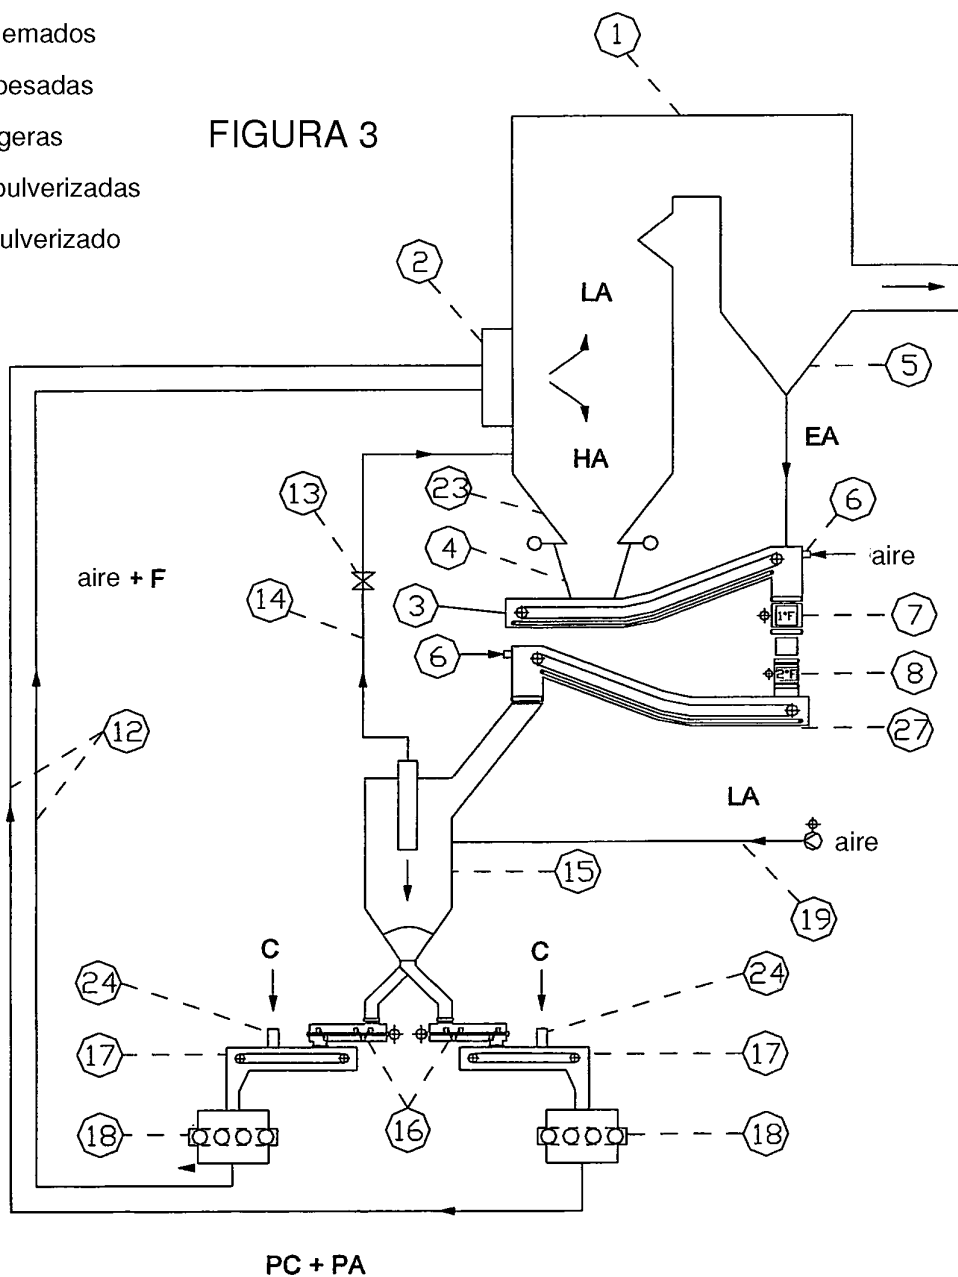 emados
pesadas
geras
pulverizadas
ulverizado
FIGURA 3
1
2
LA
5
EA
HA
23
13
6
4
aire
aire + F
14
3
1°F
7
6
2°F
8
12
27
LA
aire
15
19
C
C
24
24
17
17
16
18
18
PC + PA